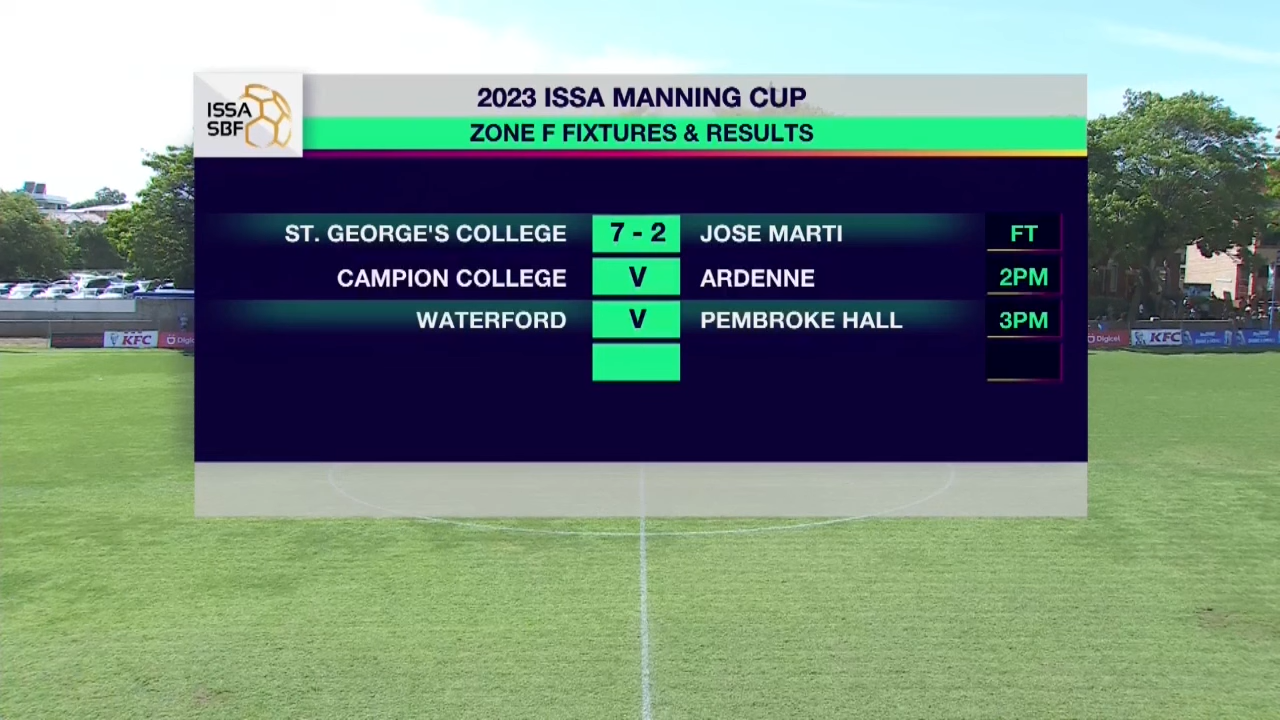 ISSA
SBF
2023 ISSA MANNING CUP
ZONE F FIXTURES & RESULTS
ST. GEORGE'S COLLEGE 7 - 2 JOSE MARTI FT
CAMPION COLLEGE V ARDENNE 2PM
WATERFORD V PEMBROKE HALL 3PM
KFC
Digicel
KFC